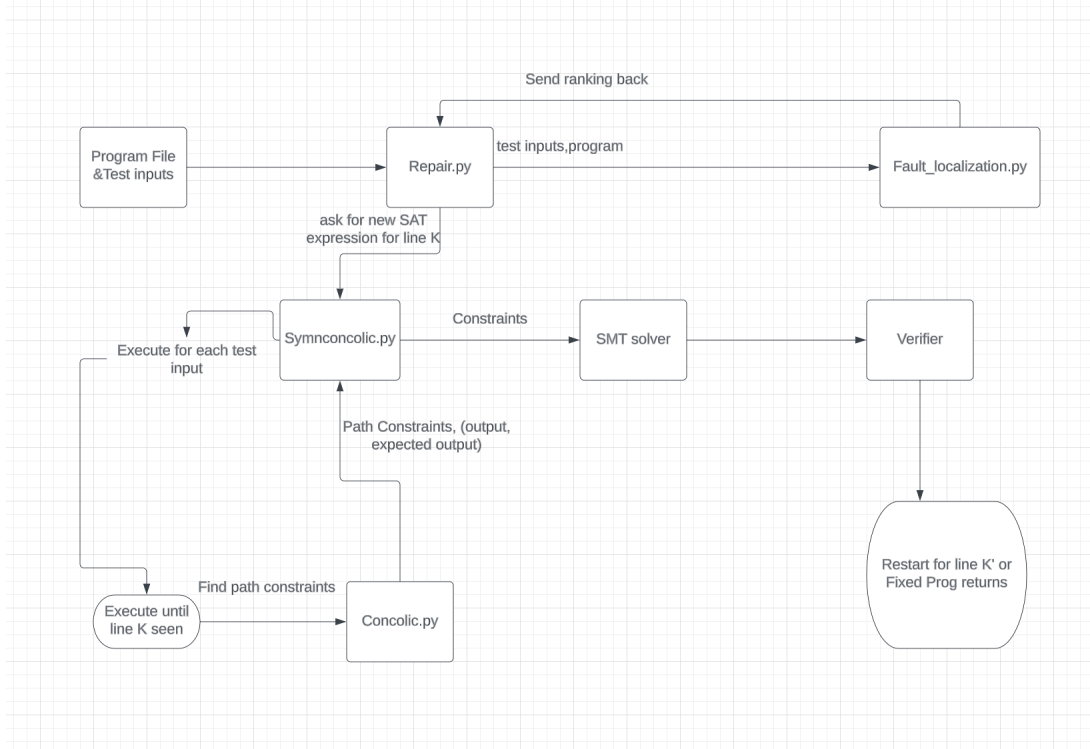 Send ranking back
Program File
&Test inputs
Repair.py
test inputs,program
Fault_localization.py
ask for new SAT
expression for line K
Symnconcolic.py
Constraints
SMT solver
Verifier
Execute for each test
input
Path Constraints, (output,
expected output)
Restart for line K' or
Fixed Prog returns
Find path constraints
Execute until
line K seen
Concolic.py